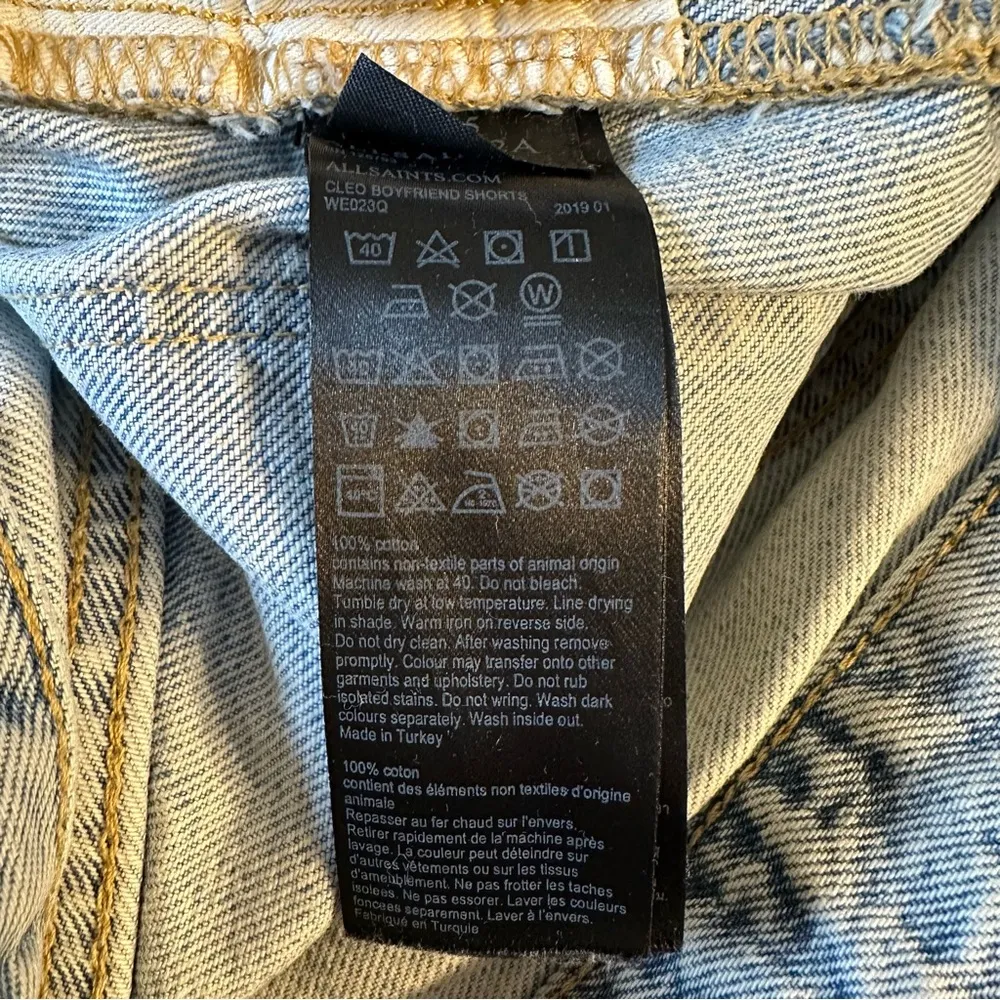 ALLSAINTS.COM
CLEO BOYFRIEND SHORTS
WE023Q 2019 01
40 1
W
100% cotton
contains non-textile parts of animal origin
Machine wash at 40. Do not bleach.
Tumble dry at low temperature. Line drying
in shade. Warm iron on reverse side.
Do not dry clean. After washing remove
promptly. Colour may transfer onto other
garments and upholstery. Do not rub
isolated stains. Do not wring. Wash dark
colours separately. Wash inside out.
Made in Turkey
100% coton
contient des éléments non textiles d'origine
animale
Repasser au fer chaud sur l'envers.
Retirer rapidement de la machine après
lavage. La couleur peut déteindre sur
d'autres vêtements ou sur les tissus
d'ameublement. Ne pas frotter les taches
isolees. Ne pas essorer. Laver les couleurs
foncees separement. Laver à l'envers.
Fabriqué en Turquie